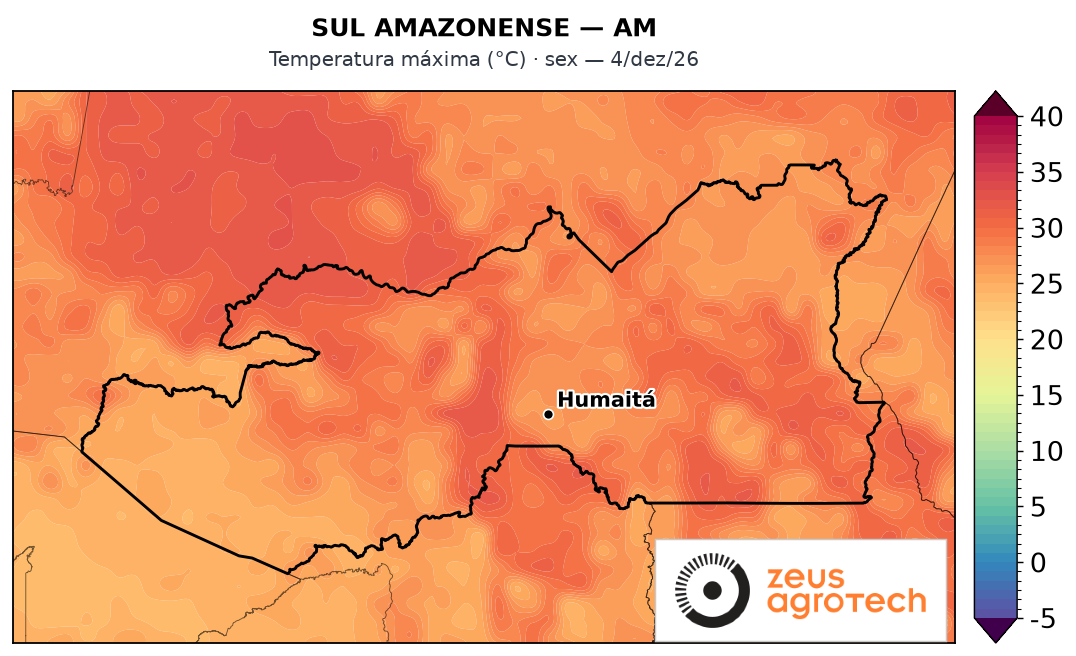 SUL AMAZONENSE — AM
Temperatura máxima (°C) · sex — 4/dez/26
40
35
30
25
20
15
10
5
0
-5
Humaitá
zeus
agrotech